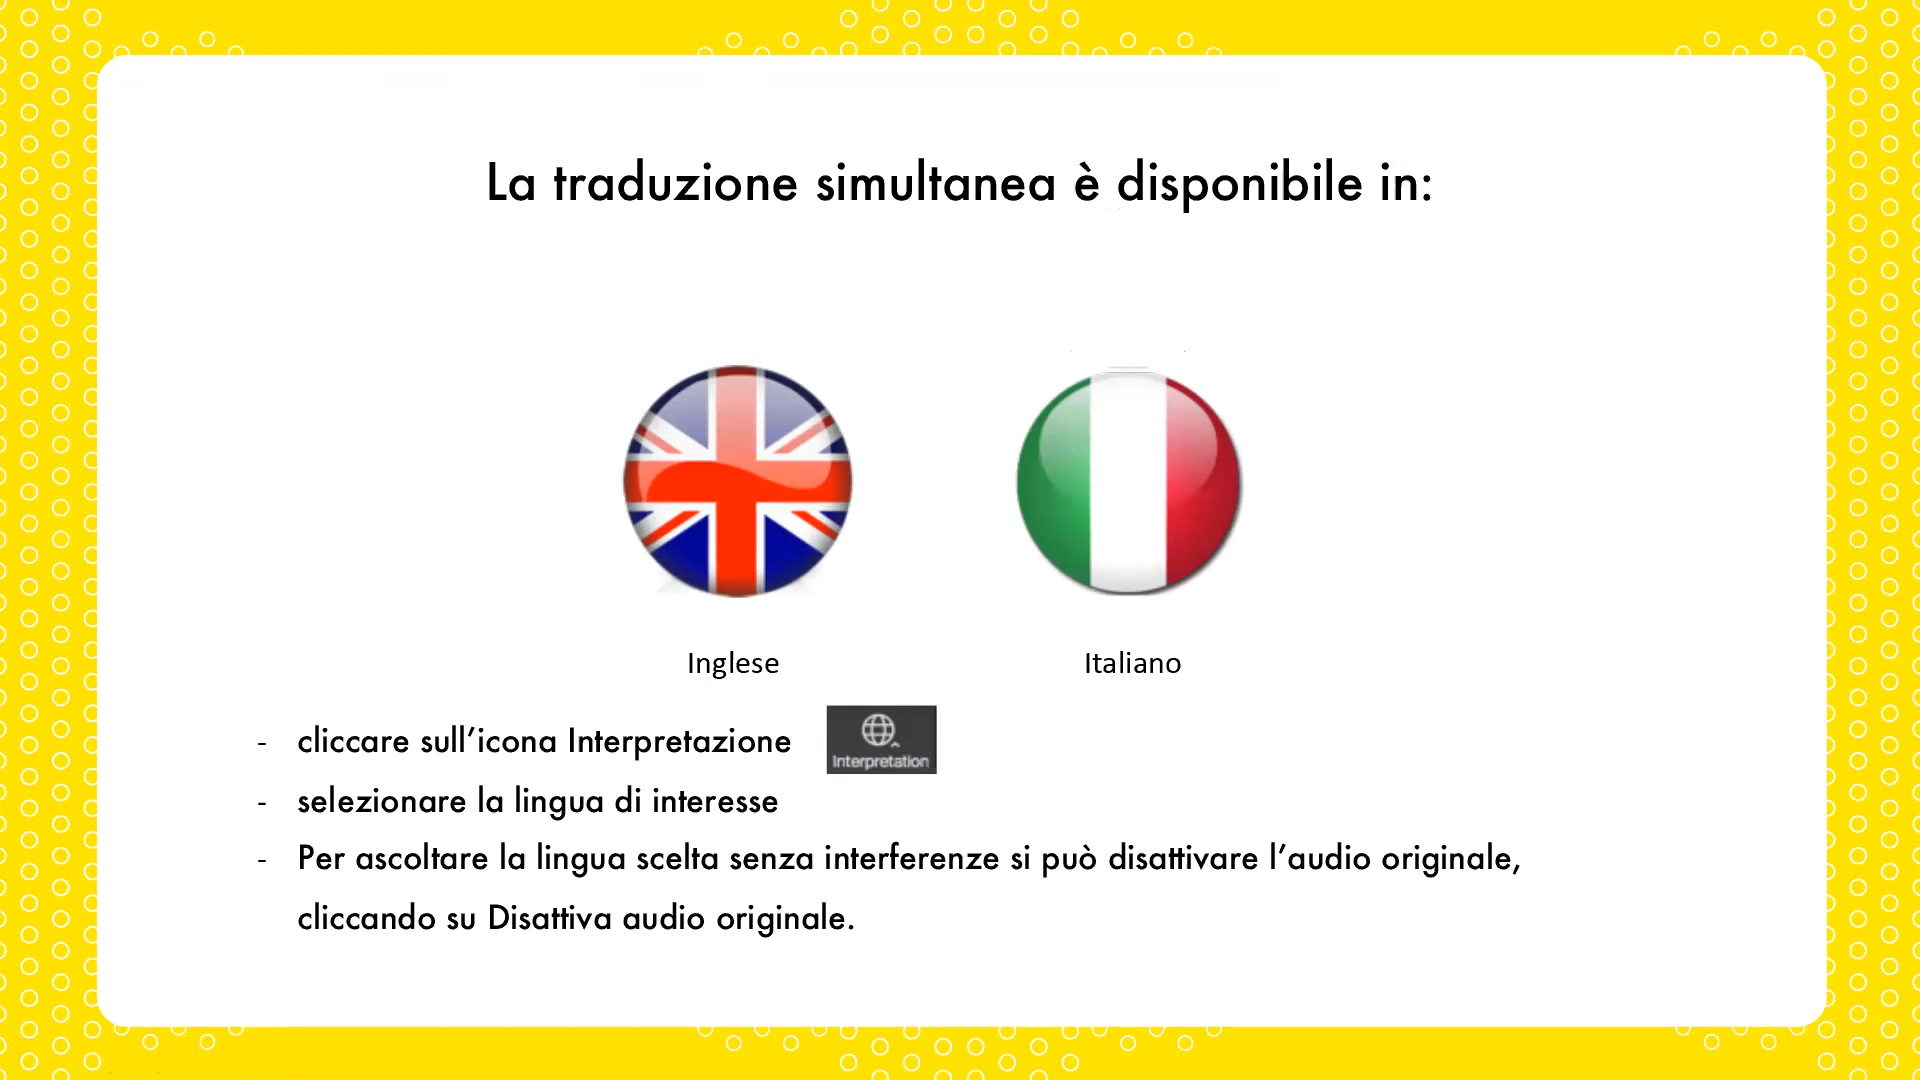 La traduzione simultanea è disponibile in:
Inglese
Italiano
- cliccare sull’icona Interpretazione
Interpretation
- selezionare la lingua di interesse
- Per ascoltare la lingua scelta senza interferenze si può disattivare l’audio originale,
cliccando su Disattiva audio originale.